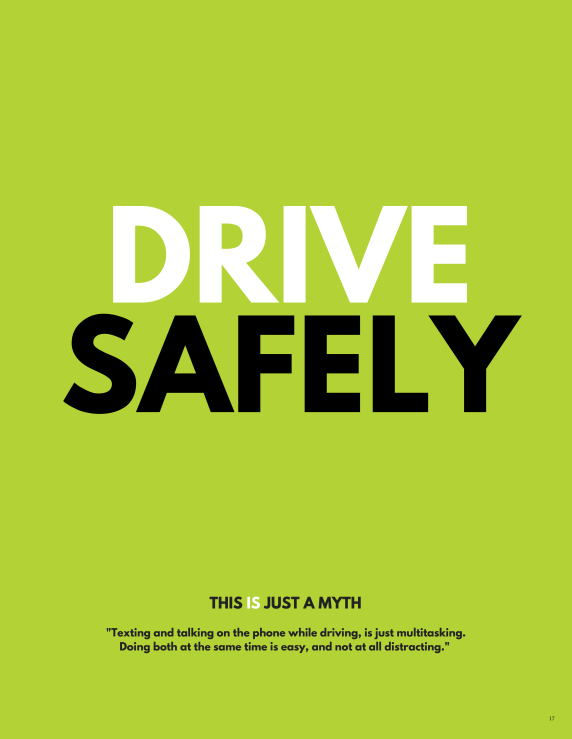 DRIVE
SAFELY
THIS IS JUST A MYTH
"Texting and talking on the phone while driving, is just multitasking.
Doing both at the same time is easy, and not at all distracting."
17